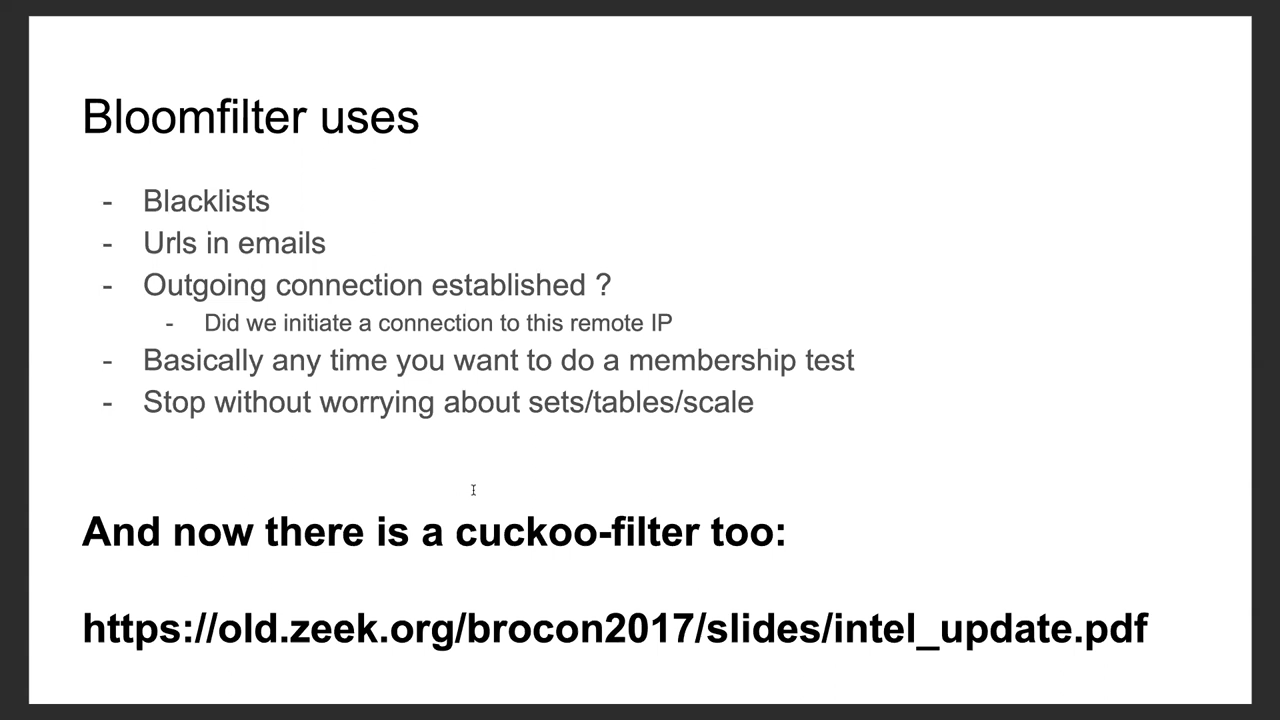 Bloomfilter uses
- Blacklists
- Urls in emails
- Outgoing connection established ?
- Did we initiate a connection to this remote IP
- Basically any time you want to do a membership test
- Stop without worrying about sets/tables/scale
And now there is a cuckoo-filter too:
https://old.zeek.org/brocon2017/slides/intel_update.pdf